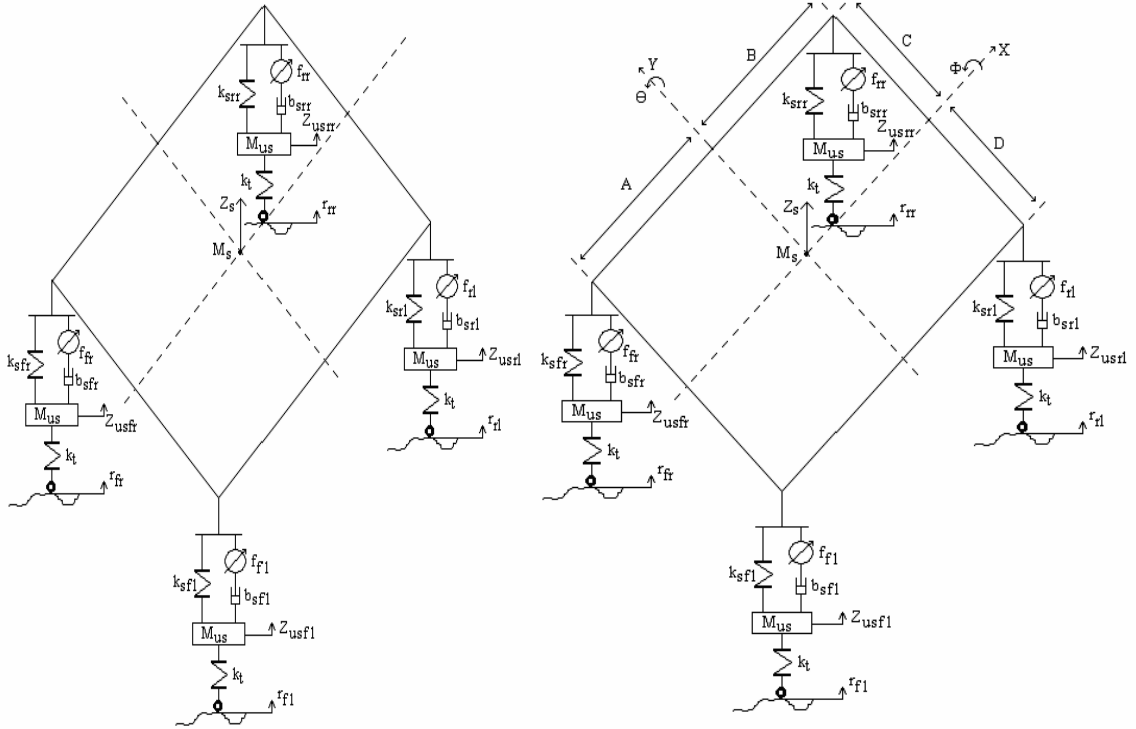 f_rr
k_srr
b_srr
Z_usrr
M_us
k_t
r_rr
Z_s
M_s
f_rl
k_srl
b_srl
Z_usrl
M_us
k_t
r_rl
f_fr
k_sfr
b_sfr
M_us
Z_usfr
k_t
r_fr
f_fl
k_sfl
b_sfl
M_us
Z_usfl
k_t
r_fl
B
C
X
Φ
Y
Θ
A
D
f_rr
k_srr
b_srr
Z_usrr
M_us
k_t
r_rr
Z_s
M_s
f_rl
k_srl
b_srl
Z_usrl
M_us
k_t
r_rl
f_fr
k_sfr
b_sfr
M_us
Z_usfr
k_t
r_fr
f_fl
k_sfl
b_sfl
M_us
Z_usfl
k_t
r_fl